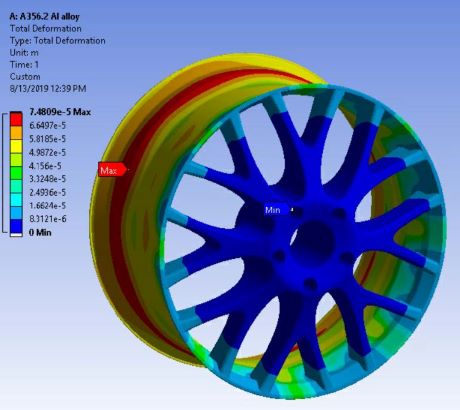 A: A356.2 Al alloy
Total Deformation
Type: Total Deformation
Unit: m
Time: 1
Custom
8/13/2019 12:39 PM
7.4809e-5 Max
6.6497e-5
5.8185e-5
4.9872e-5
4.156e-5
3.3248e-5
2.4936e-5
1.6624e-5
8.3121e-6
0 Min
Max
Min